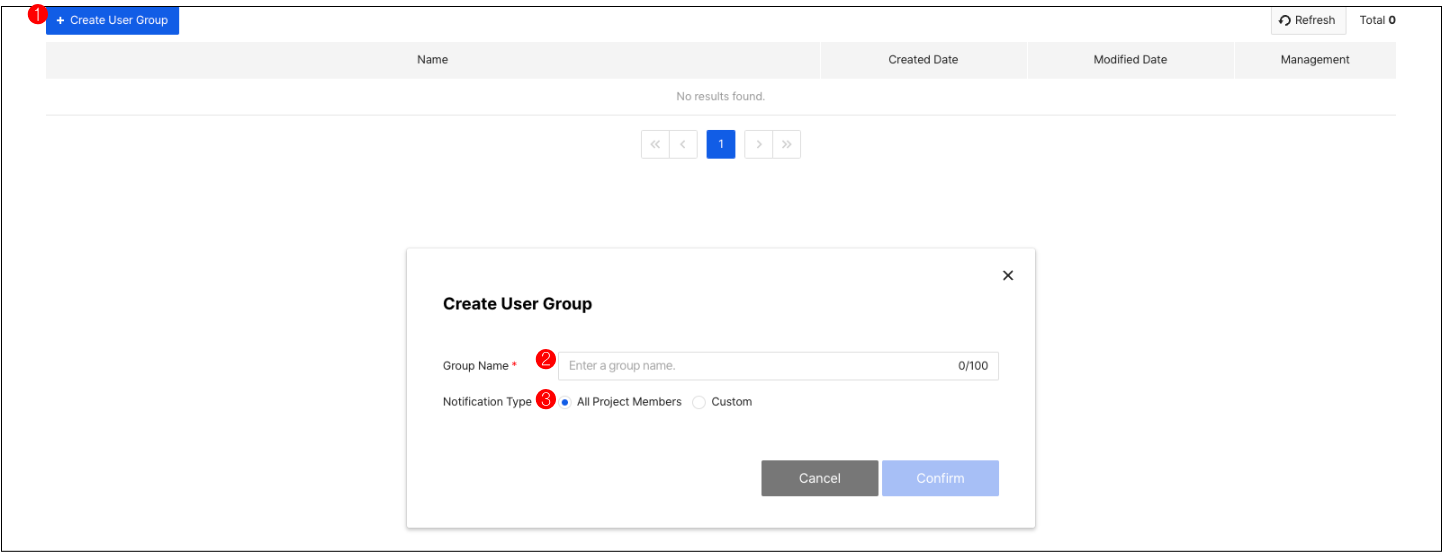 1 + Create User Group Refresh Total 0
Name Created Date Modified Date Management
No results found.
« < 1 > »
×
Create User Group
Group Name * 2 Enter a group name. 0/100
Notification Type 3 All Project Members Custom
Cancel Confirm